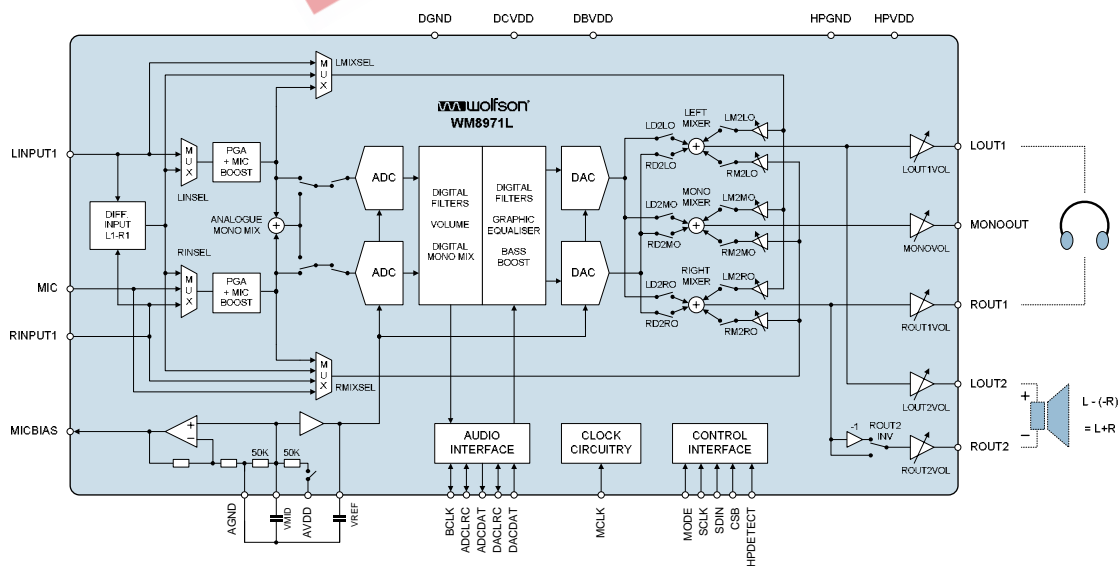 DGND DCVDD DBVDD HPGND HPVDD
MUX
LMIXSEL
wolfson
WM8971L
LINPUT1
MUX
LINSEL
PGA
+ MIC
BOOST
DIFF.
INPUT
L1-R1
ANALOGUE
MONO MIX
+
RINSEL
MUX
PGA
+ MIC
BOOST
MIC
RINPUT1
MUX
RMIXSEL
MICBIAS
+
−
50K
50K
ADC
ADC
DIGITAL
FILTERS
VOLUME
DIGITAL
MONO MIX
DIGITAL
FILTERS
GRAPHIC
EQUALISER
BASS
BOOST
DAC
DAC
LEFT
MIXER
LD2LO
RD2LO
+
LM2LO
RM2LO
MONO
MIXER
LD2MO
RD2MO
+
LM2MO
RM2MO
RIGHT
MIXER
LD2RO
RD2RO
+
LM2RO
RM2RO
LOUT1VOL
LOUT1
MONOVOL
MONOOUT
ROUT1VOL
ROUT1
LOUT2VOL
LOUT2
-1
ROUT2
INV
ROUT2VOL
ROUT2
+
−
L - (-R)
= L+R
AUDIO
INTERFACE
CLOCK
CIRCUITRY
CONTROL
INTERFACE
AGND
VMID
AVDD
VREF
BCLK
ADCLRC
ADCDAT
DACLRC
DACDAT
MCLK
MODE
SCLK
SDIN
CSB
HPDETECT